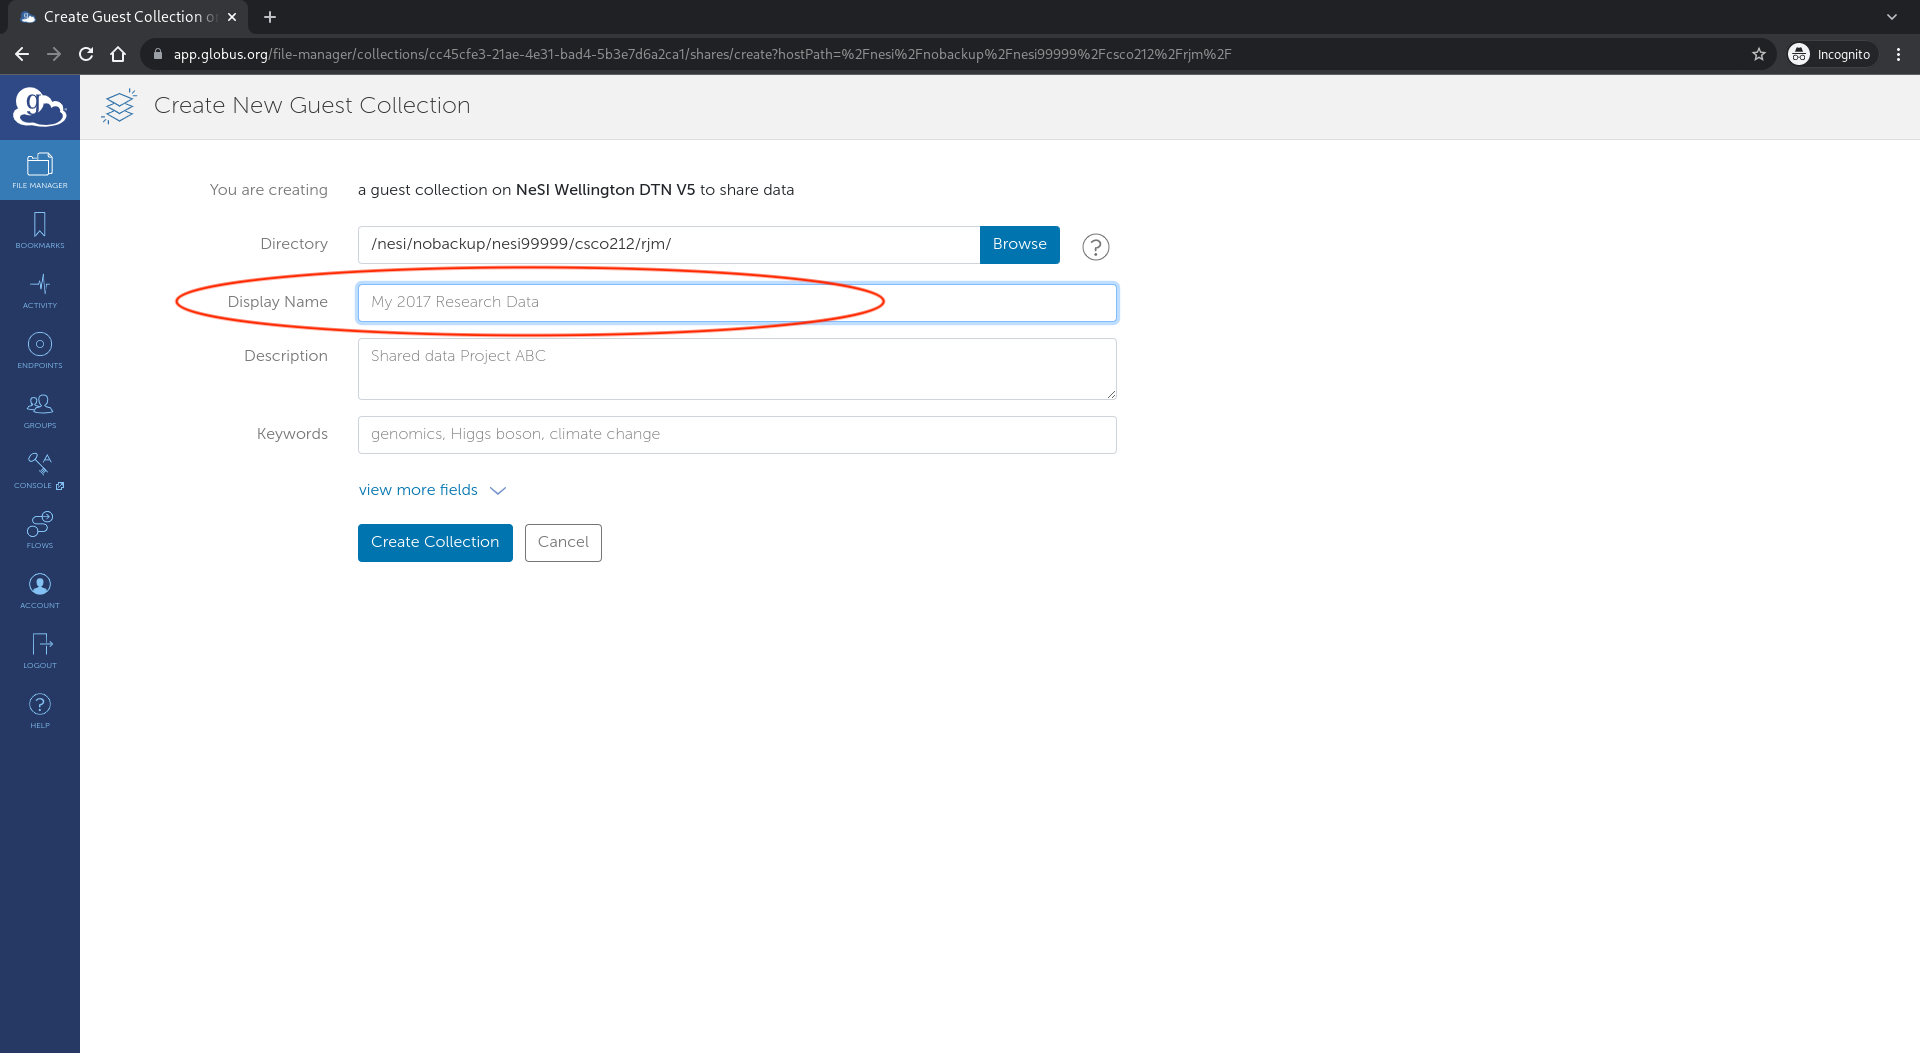 Create Guest Collection o
app.globus.org/file-manager/collections/cc45cfe3-21ae-4e31-bad4-5b3e7d6a2ca1/shares/create?hostPath=%2Fnesi%2Fnobackup%2Fnesi99999%2Fcsco212%2Frjm%2F
Incognito
g
Create New Guest Collection
FILE MANAGER
BOOKMARKS
ACTIVITY
ENDPOINTS
GROUPS
CONSOLE
FLOWS
ACCOUNT
LOGOUT
HELP
You are creating a guest collection on NeSI Wellington DTN V5 to share data
Directory /nesi/nobackup/nesi99999/csco212/rjm/ Browse ?
Display Name My 2017 Research Data
Description Shared data Project ABC
Keywords genomics, Higgs boson, climate change
view more fields
Create Collection Cancel